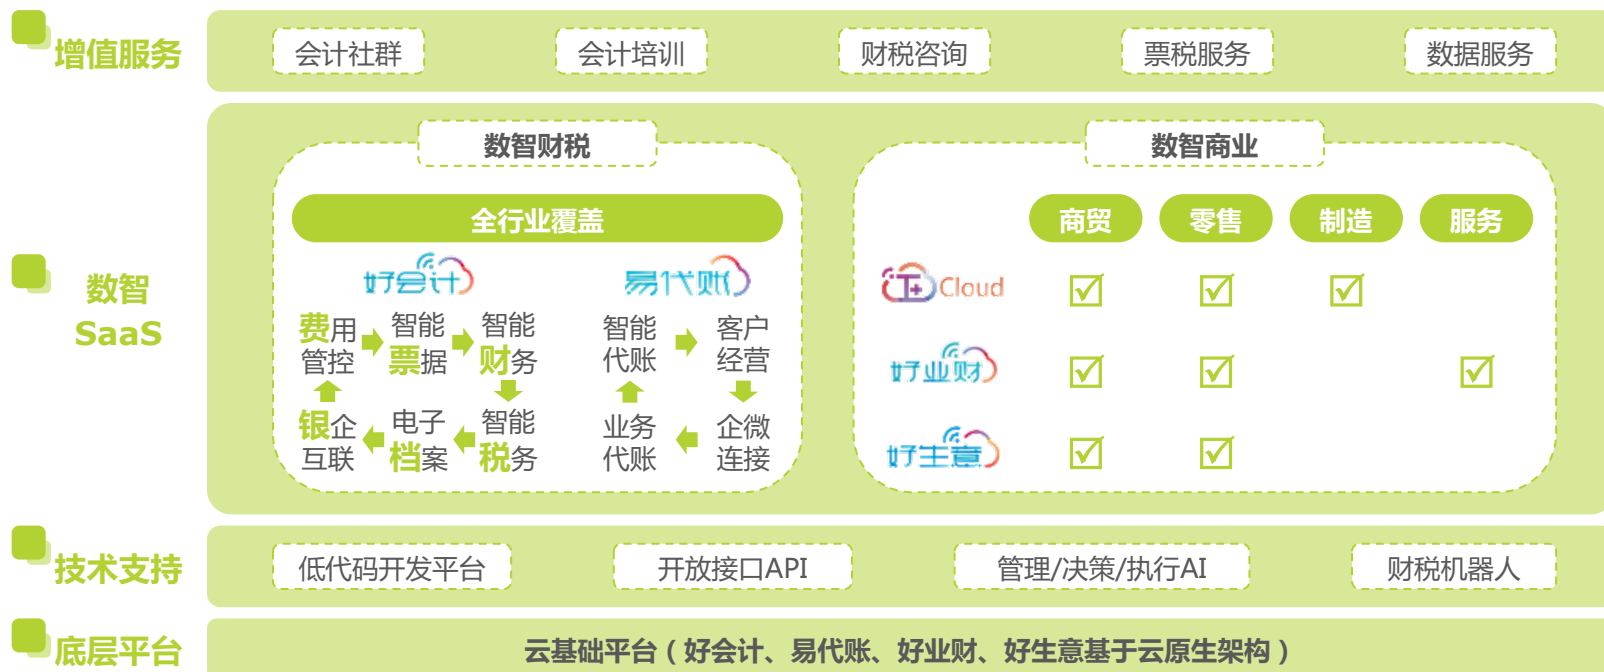 增值服务
会计社群
会计培训
财税咨询
票税服务
数据服务
数智
SaaS
数智财税
全行业覆盖
好会计
费用
管控
智能
票据
智能
财务
银企
互联
电子
档案
智能
税务
易代账
智能
代账
客户
经营
业务
代账
企微
连接
数智商业
商贸
零售
制造
服务
T+Cloud
好业财
好生意
技术支持
低代码开发平台
开放接口API
管理/决策/执行AI
财税机器人
底层平台
云基础平台（好会计、易代账、好业财、好生意基于云原生架构）